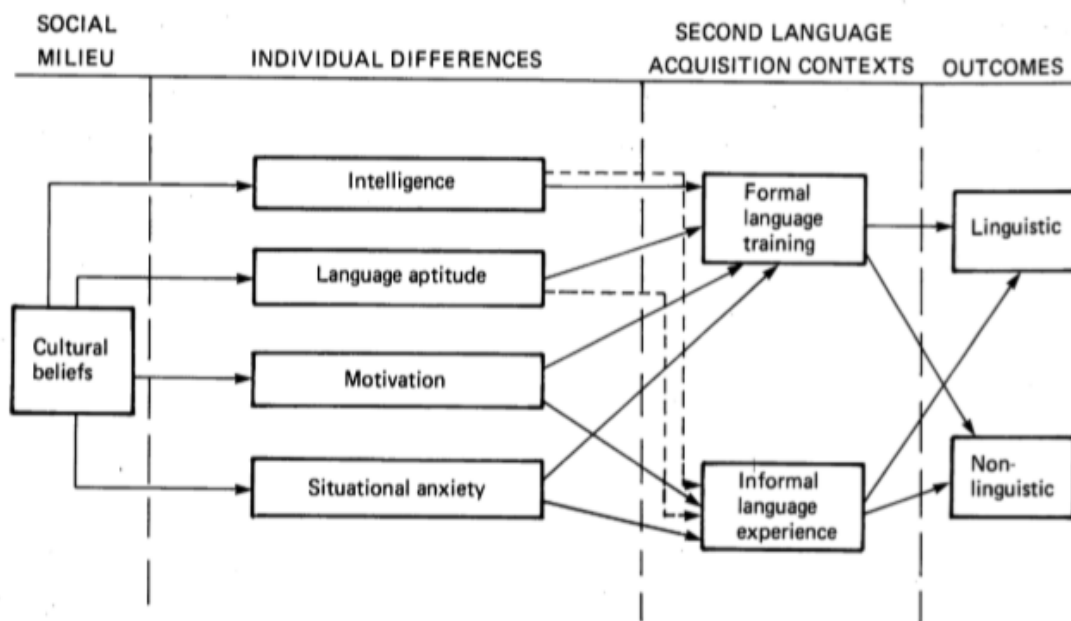 SOCIAL
MILIEU
INDIVIDUAL DIFFERENCES
SECOND LANGUAGE
ACQUISITION CONTEXTS
OUTCOMES
Intelligence
Language aptitude
Motivation
Situational anxiety
Cultural
beliefs
Formal
language
training
Informal
language
experience
Linguistic
Non-
linguistic